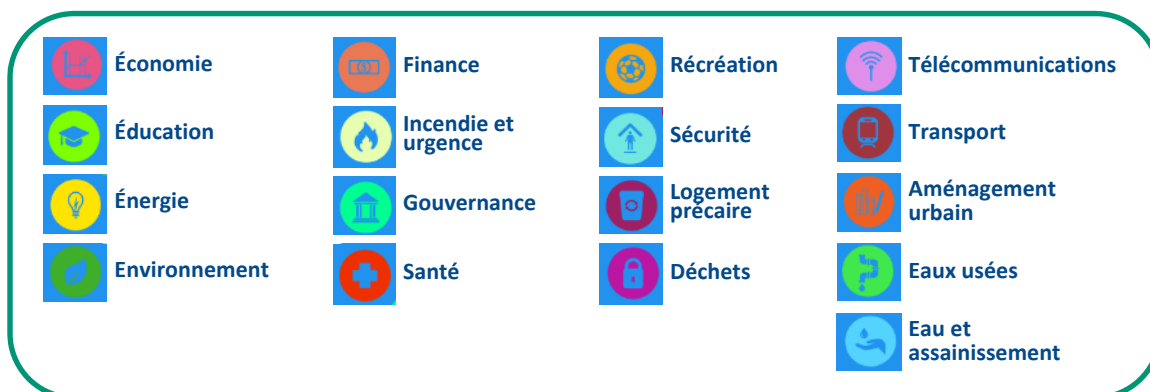 Économie
Éducation
Énergie
Environnement
Finance
Incendie et
urgence
Gouvernance
Santé
Récréation
Sécurité
Logement
précaire
Déchets
Télécommunications
Transport
Aménagement
urbain
Eaux usées
Eau et
assainissement